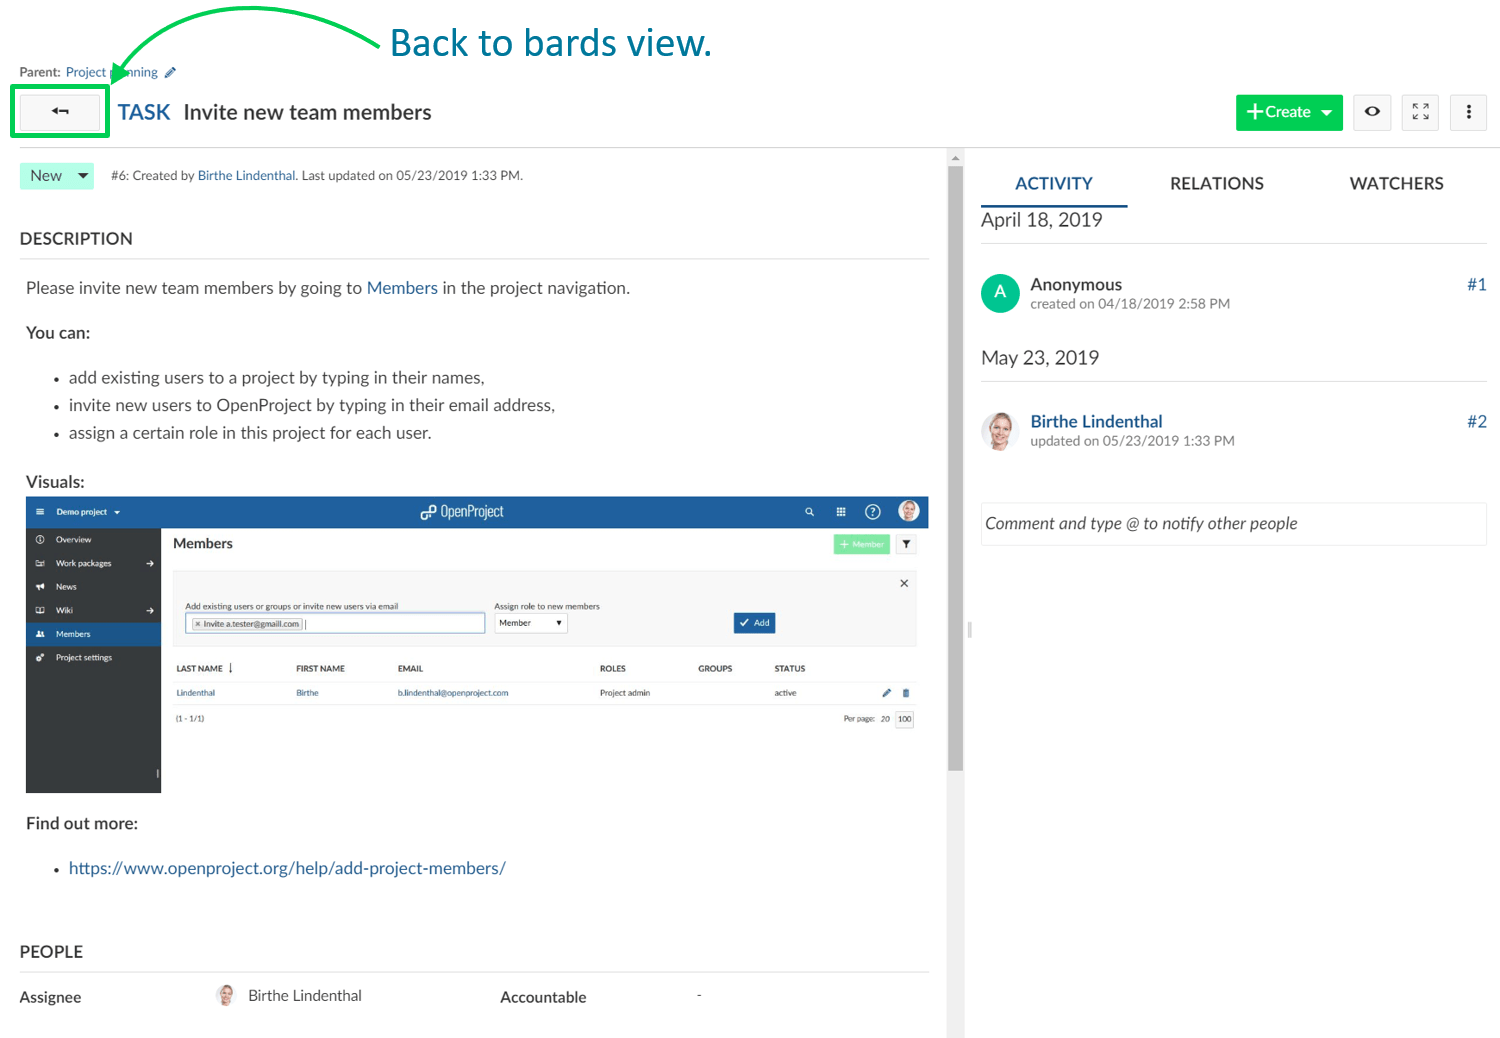 Back to bards view.
Parent: Project planning
TASK Invite new team members
+ Create
New #6: Created by Birthe Lindenthal. Last updated on 05/23/2019 1:33 PM.
DESCRIPTION
Please invite new team members by going to Members in the project navigation.
You can:
• add existing users to a project by typing in their names,
• invite new users to OpenProject by typing in their email address,
• assign a certain role in this project for each user.
Visuals:
Demo project
OpenProject
?
Overview
Work packages
News
Wiki
Members
Project settings
Members
+ Member
Add existing users or groups or invite new users via email
Assign role to new members
× Invite a.tester@gmaill.com
Member
Add
LAST NAME FIRST NAME EMAIL ROLES GROUPS STATUS
Lindenthal Birthe b.lindenthal@openproject.com Project admin active
(1 - 1/1)
Per page: 20 100
Find out more:
• https://www.openproject.org/help/add-project-members/
PEOPLE
Assignee Birthe Lindenthal Accountable -
ACTIVITY RELATIONS WATCHERS
April 18, 2019
A
Anonymous #1
created on 04/18/2019 2:58 PM
May 23, 2019
Birthe Lindenthal #2
updated on 05/23/2019 1:33 PM
Comment and type @ to notify other people